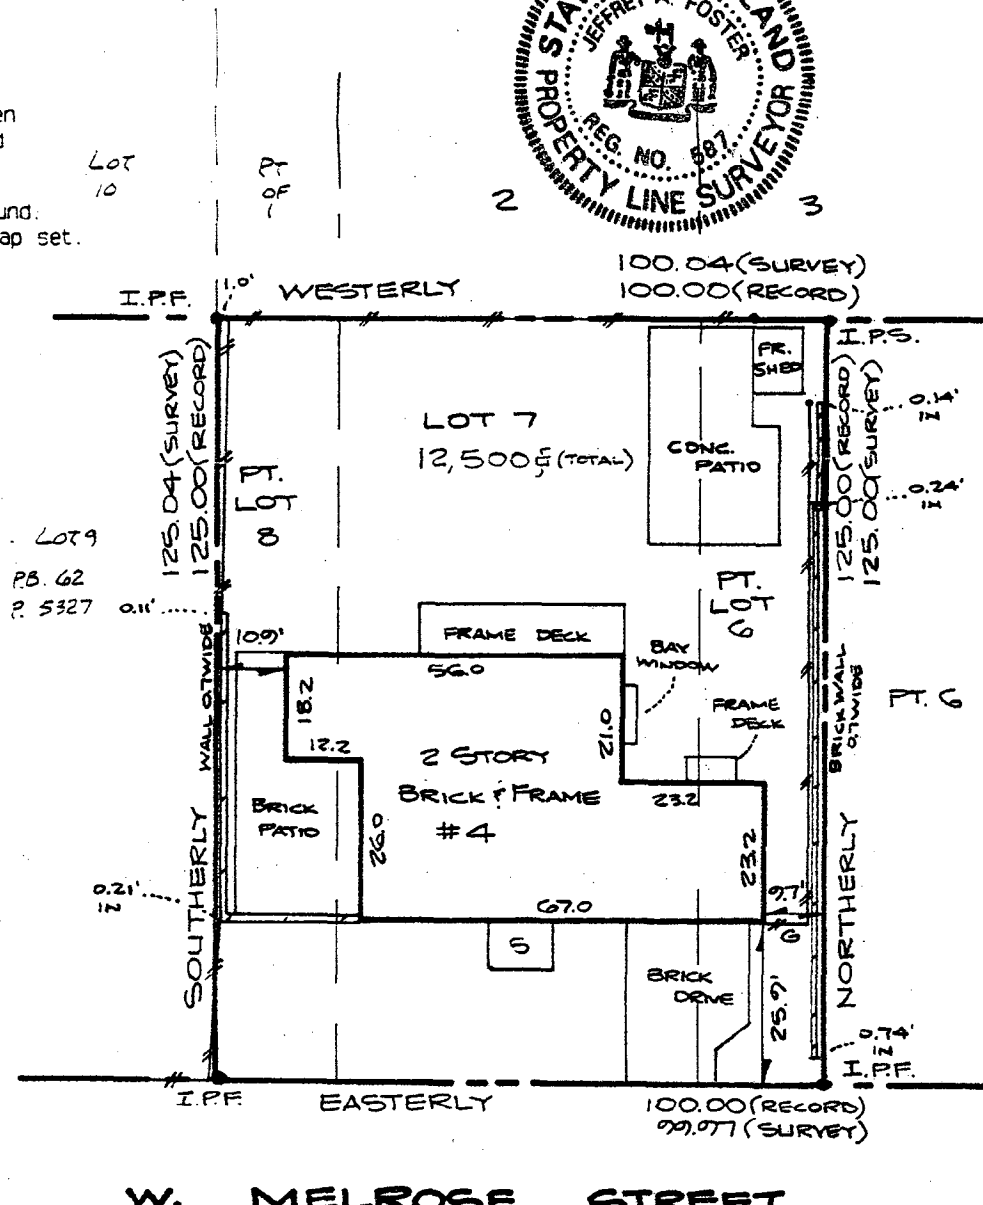 JEFFREY A. FOSTER
PROPERTY LINE SURVEYOR
REG. NO. 587
LOT
10
PT
OF
1
und.
ap set.
2
3
100.04 (SURVEY)
100.00 (RECORD)
I.P.F.
1.0'
WESTERLY
I.P.S.
125.04 (SURVEY)
125.00 (RECORD)
FR.
SHED
LOT 7
12,500 (TOTAL)
CONC.
PATIO
125.00 (RECORD)
125.00 (SURVEY)
0.14'
IN
0.24'
IN
PT.
LOT
8
LOT 9
P.B. 62
P. 5327
0.11'
PT.
LOT
6
10.9'
FRAME DECK
56.0
BAY
WINDOW
WALL 0.7 WIDE
BRICK WALL
0.7 WIDE
PT. 6
18.2
12.2
21.0
FRAME
DECK
2 STORY
BRICK & FRAME
#4
23.2
BRICK
PATIO
26.0
23.2
SOUTHERLY
NORTHERLY
0.21'
IN
67.0
9.7'
G
S
BRICK
DRIVE
25.9'
0.74'
IN
I.P.F.
I.P.F.
EASTERLY
100.00 (RECORD)
99.977 (SURVEY)
W. MELROSE STREET